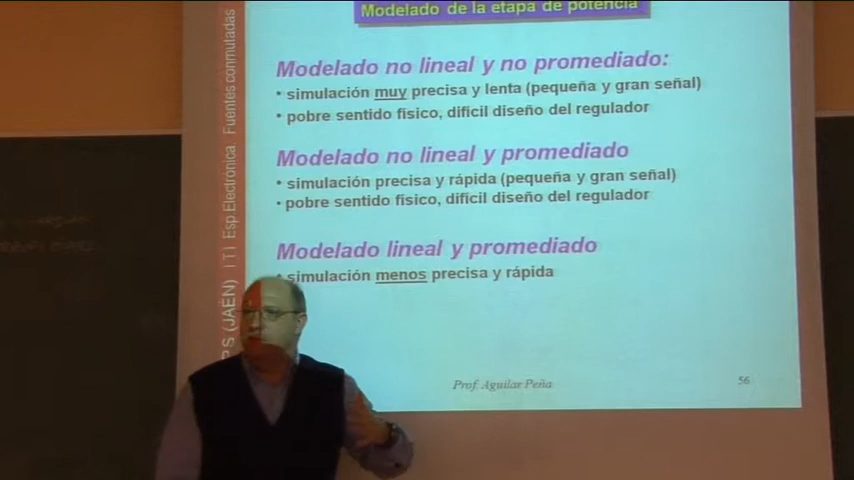 Modelado de la etapa de potencia
Modelado no lineal y no promediado:
• simulación muy precisa y lenta (pequeña y gran señal)
• pobre sentido físico, difícil diseño del regulador
Modelado no lineal y promediado
• simulación precisa y rápida (pequeña y gran señal)
• pobre sentido físico, difícil diseño del regulador
Modelado lineal y promediado
• simulación menos precisa y rápida
Prof. Aguilar Peña
56
PS (JAÉN) ITI Esp Electrónica. Fuentes conmutadas